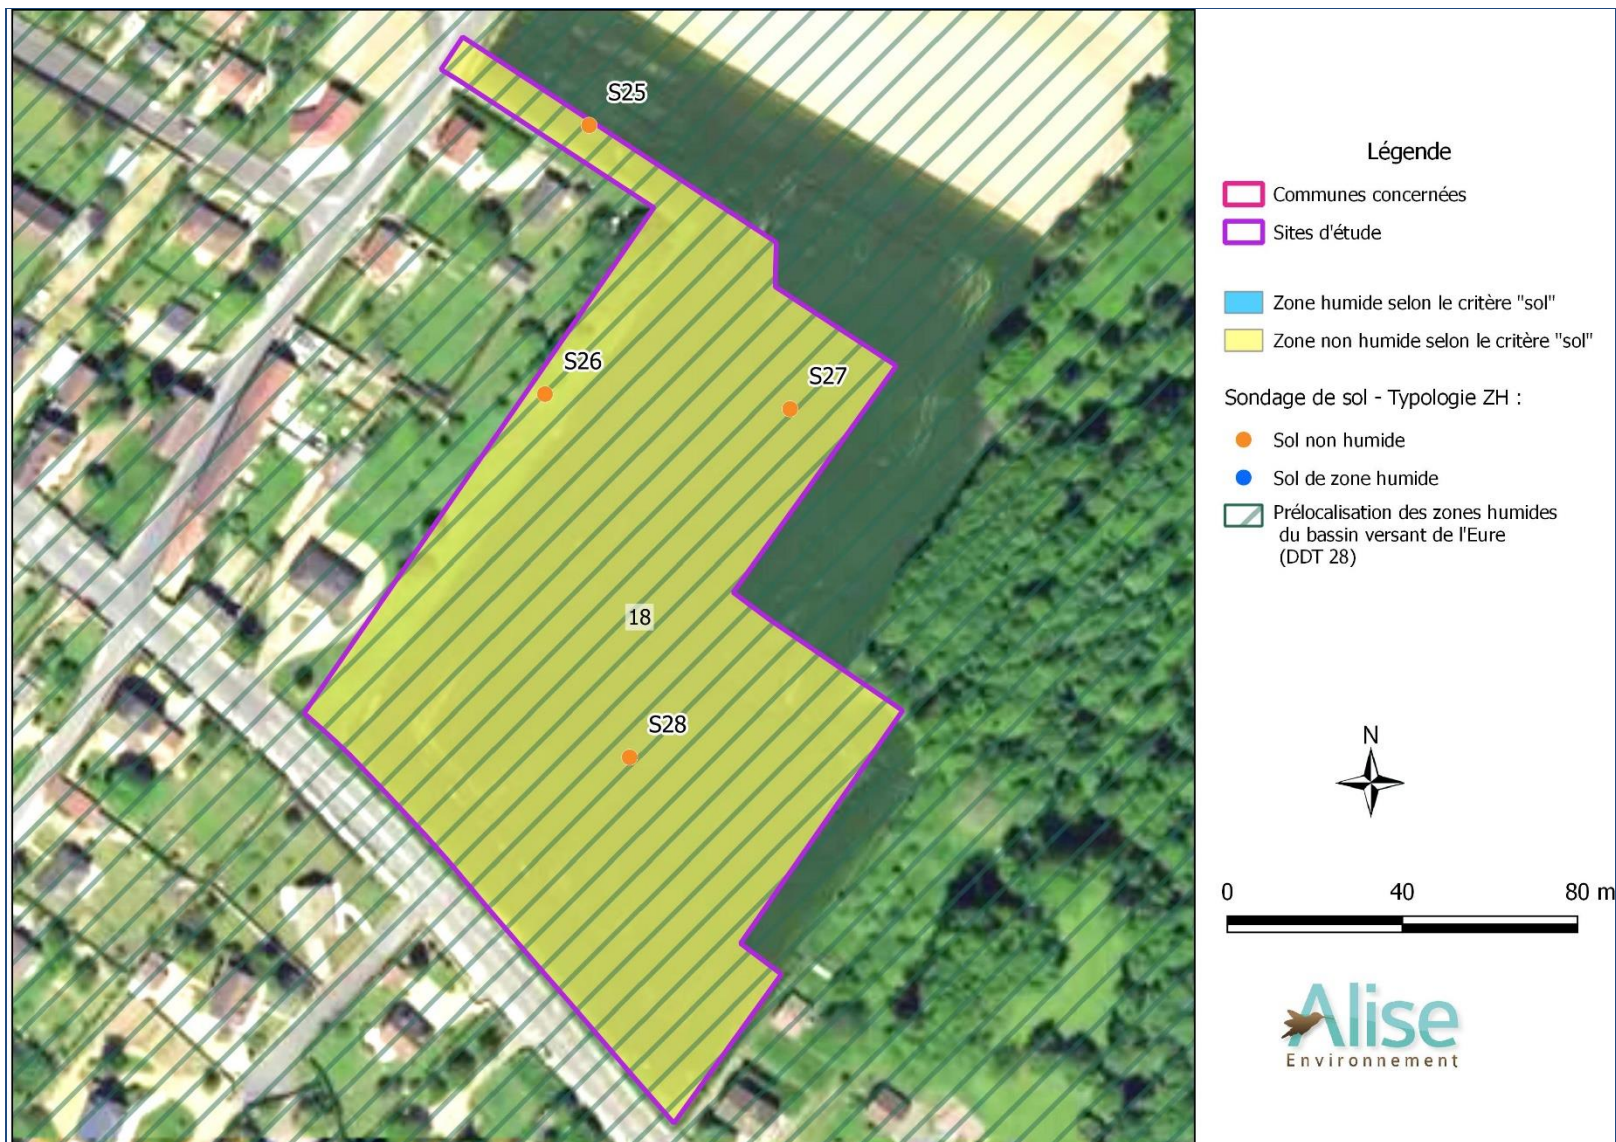 S25
S26
S27
18
S28
Légende
Communes concernées
Sites d'étude
Zone humide selon le critère "sol"
Zone non humide selon le critère "sol"
Sondage de sol - Typologie ZH :
Sol non humide
Sol de zone humide
Prélocalisation des zones humides
du bassin versant de l'Eure
(DDT 28)
N
0 40 80 m
Alise
Environnement